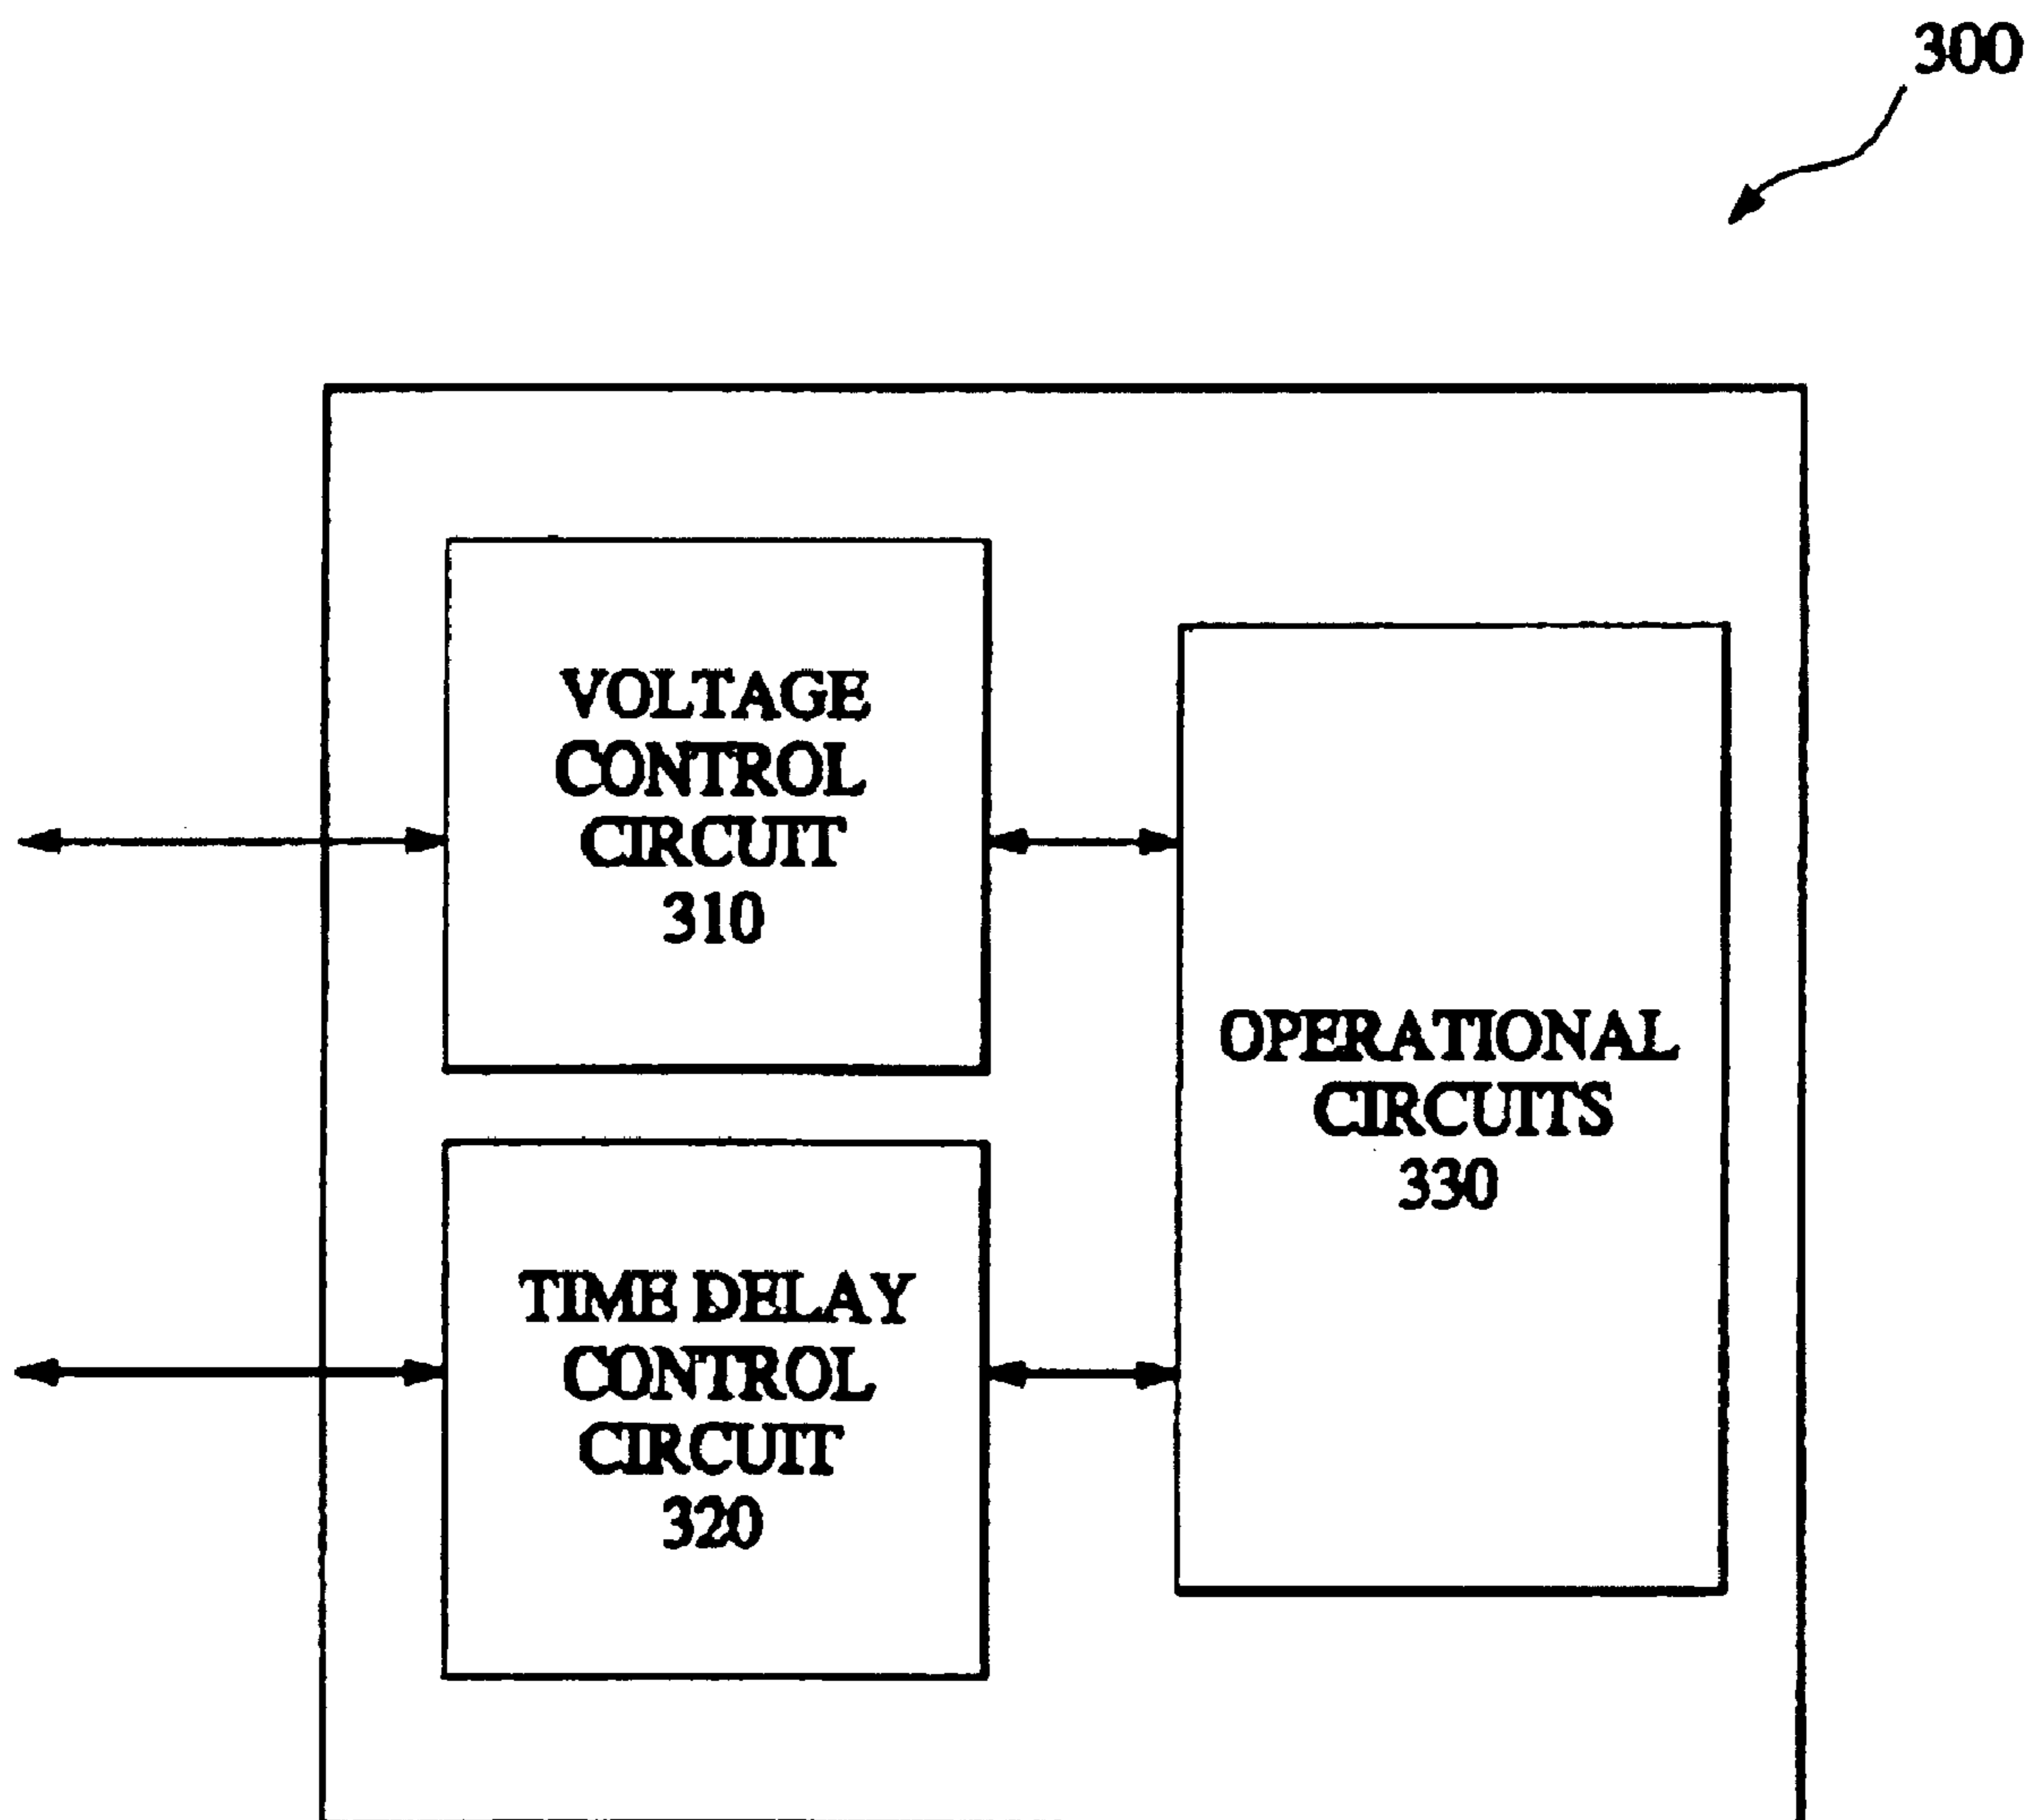 300
VOLTAGE
CONTROL
CIRCUIT
310
OPERATIONAL
CIRCUITS
330
TIME DELAY
CONTROL
CIRCUIT
320